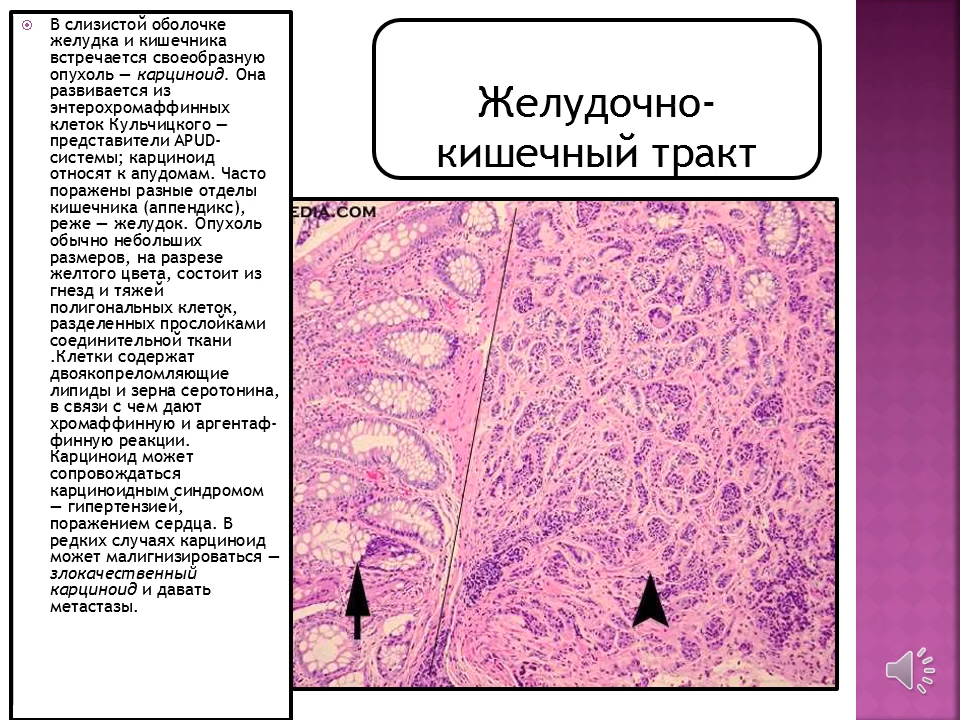 В слизистой оболочке
желудка и кишечника
встречается своеобразную
опухоль — карциноид. Она
развивается из
энтерохромаффинных
клеток Кульчицкого —
представители APUD-
системы; карциноид
относят к апудомам. Часто
поражены разные отделы
кишечника (аппендикс),
реже — желудок. Опухоль
обычно небольших
размеров, на разрезе
желтого цвета, состоит из
гнезд и тяжей
полигональных клеток,
разделенных прослойками
соединительной ткани
.Клетки содержат
двоякопреломляющие
липиды и зерна серотонина,
в связи с чем дают
хромаффинную и аргентаф-
финную реакции.
Карциноид может
сопровождаться
карциноидным синдромом
— гипертензией,
поражением сердца. В
редких случаях карциноид
может малигнизироваться —
злокачественный
карциноид и давать
метастазы.
Желудочно-
кишечный тракт
EDIA.COM